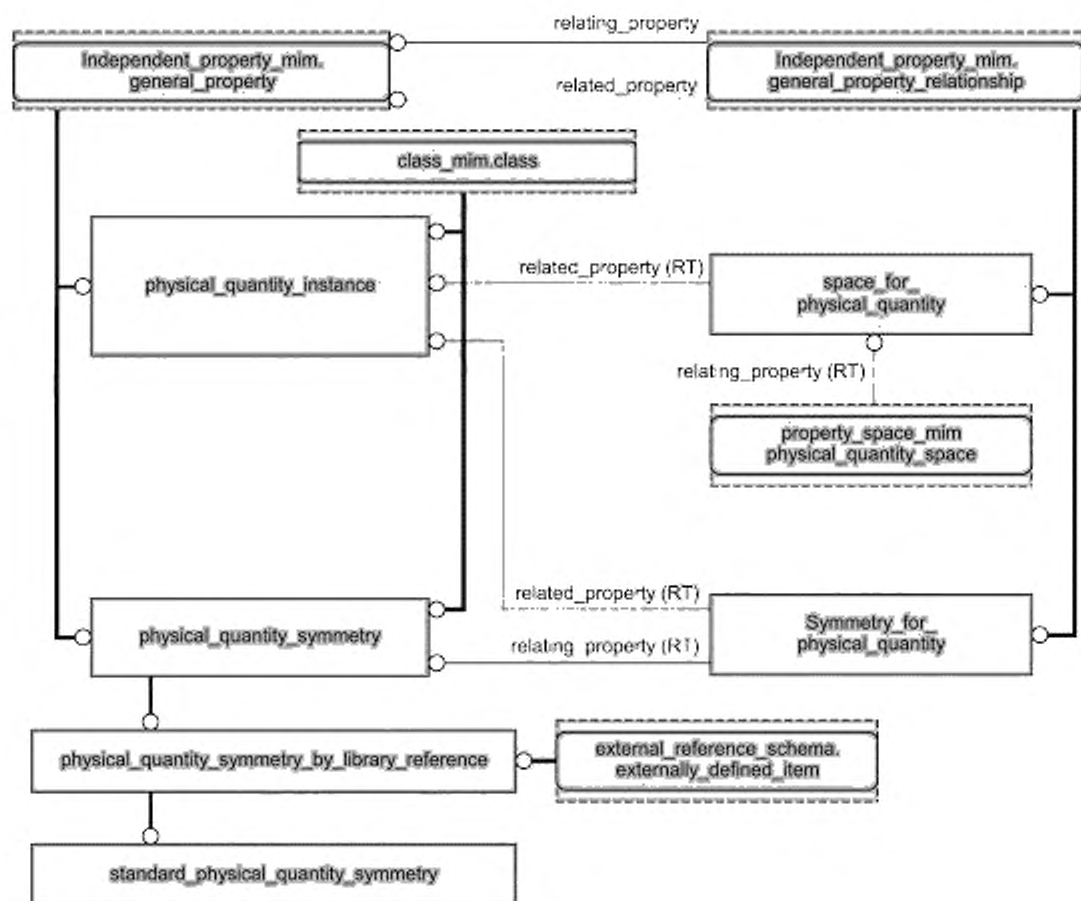 relating_property
Independent_property_mim.
general_property
Independent_property_mim.
general_property_relationship
related_property
class_mim.class
physical_quantity_instance
related_property (RT)
space_for_
physical_quantity
relating_property (RT)
property_space_mim
physical_quantity_space
related_property (RT)
physical_quantity_symmetry
Symmetry_for_
physical_quantity
relating_property (RT)
physical_quantity_symmetry_by_library_reference
external_reference_schema.
externally_defined_item
standard_physical_quantity_symmetry